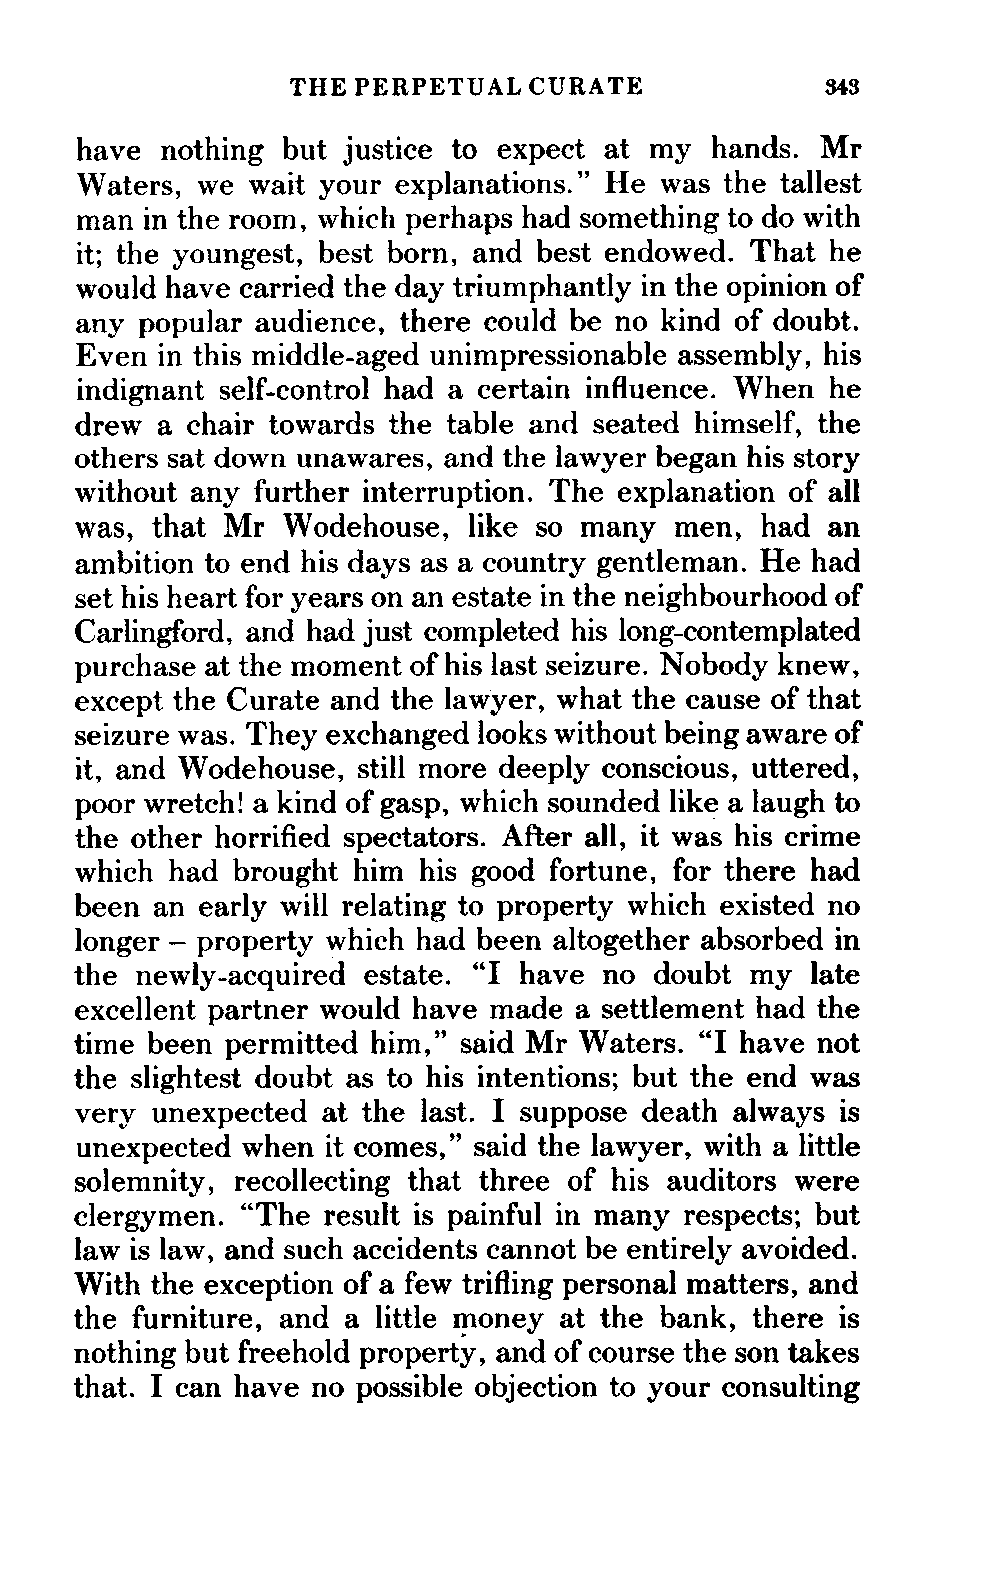 THE PERPETUAL CURATE 343
have nothing but justice to expect at my hands. Mr
Waters, we wait your explanations.” He was the tallest
man in the room, which perhaps had something to do with
it; the youngest, best born, and best endowed. That he
would have carried the day triumphantly in the opinion of
any popular audience, there could be no kind of doubt.
Even in this middle-aged unimpressionable assembly, his
indignant self-control had a certain influence. When he
drew a chair towards the table and seated himself, the
others sat down unawares, and the lawyer began his story
without any further interruption. The explanation of all
was, that Mr Wodehouse, like so many men, had an
ambition to end his days as a country gentleman. He had
set his heart for years on an estate in the neighbourhood of
Carlingford, and had just completed his long-contemplated
purchase at the moment of his last seizure. Nobody knew,
except the Curate and the lawyer, what the cause of that
seizure was. They exchanged looks without being aware of
it, and Wodehouse, still more deeply conscious, uttered,
poor wretch! a kind of gasp, which sounded like a laugh to
the other horrified spectators. After all, it was his crime
which had brought him his good fortune, for there had
been an early will relating to property which existed no
longer – property which had been altogether absorbed in
the newly-acquired estate. “I have no doubt my late
excellent partner would have made a settlement had the
time been permitted him,” said Mr Waters. “I have not
the slightest doubt as to his intentions; but the end was
very unexpected at the last. I suppose death always is
unexpected when it comes,” said the lawyer, with a little
solemnity, recollecting that three of his auditors were
clergymen. “The result is painful in many respects; but
law is law, and such accidents cannot be entirely avoided.
With the exception of a few trifling personal matters, and
the furniture, and a little money at the bank, there is
nothing but freehold property, and of course the son takes
that. I can have no possible objection to your consulting